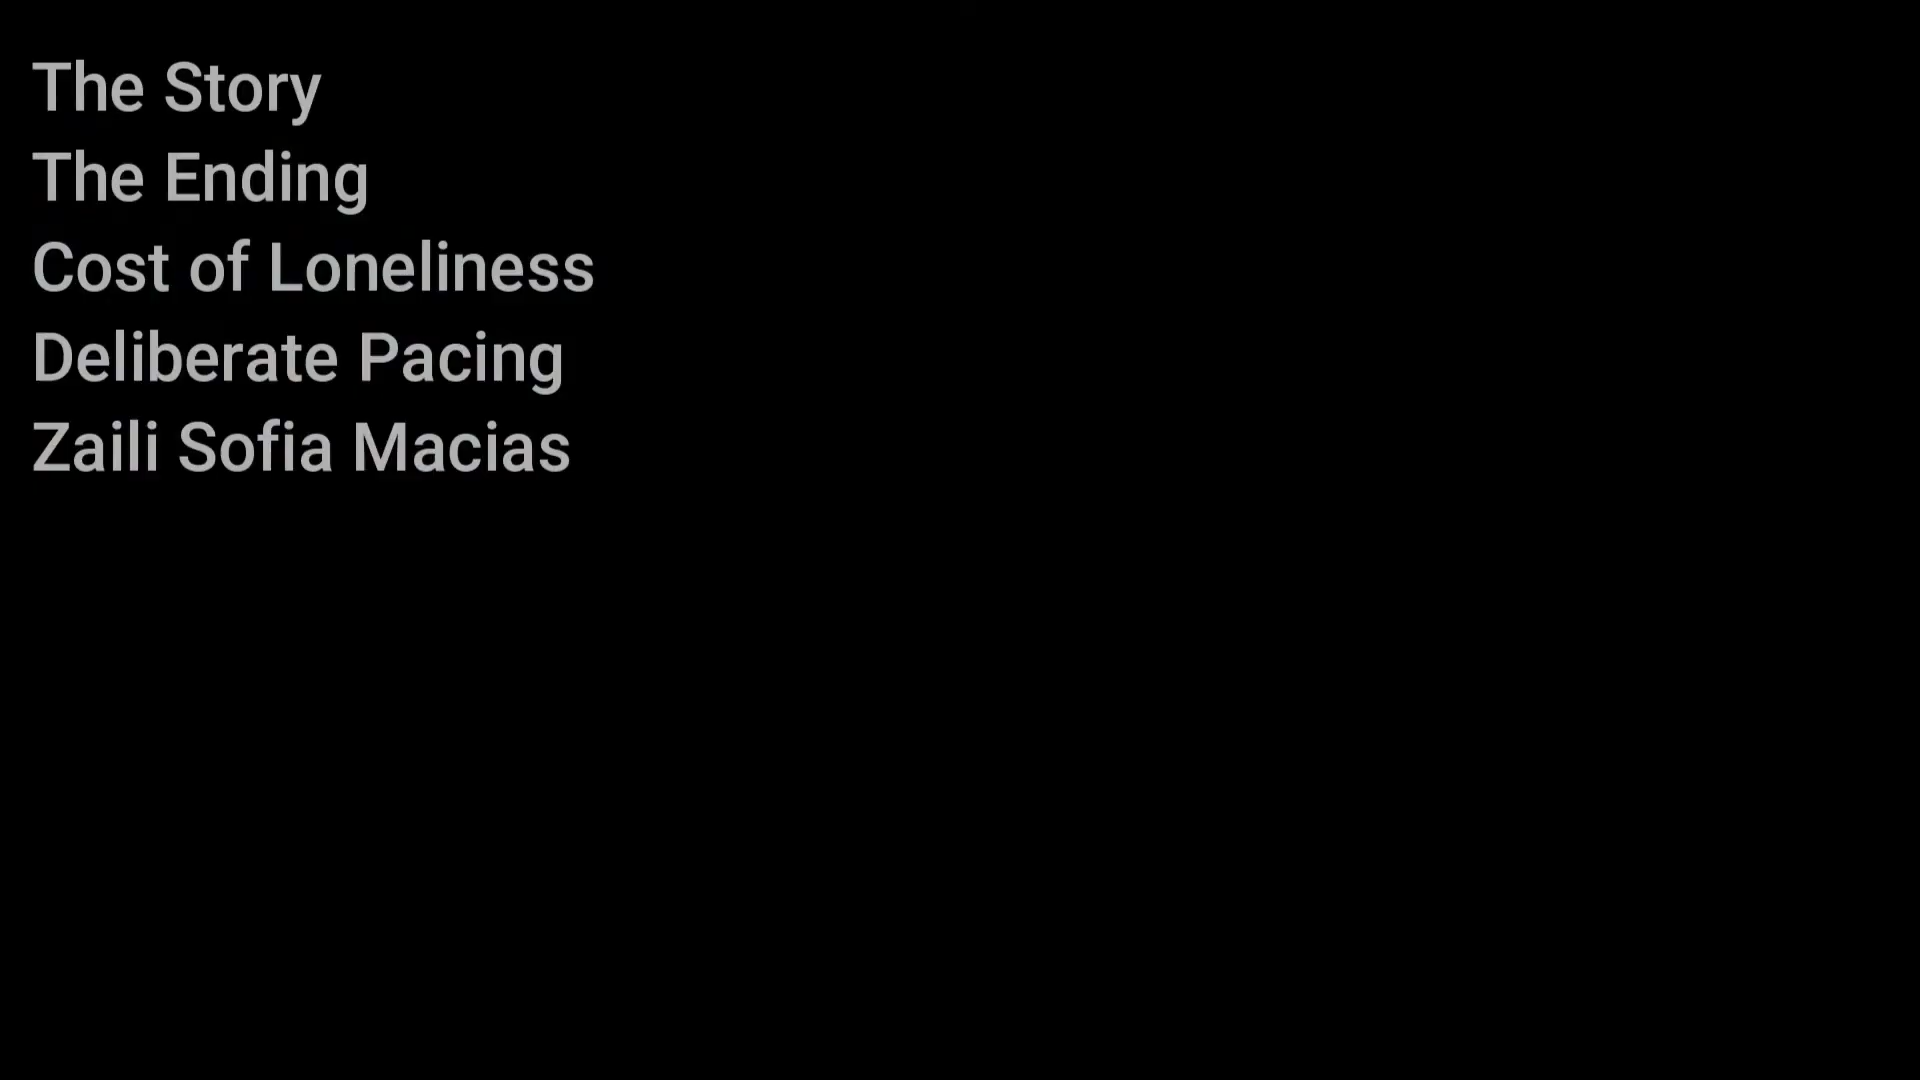 The Story
The Ending
Cost of Loneliness
Deliberate Pacing
Zaili Sofia Macias